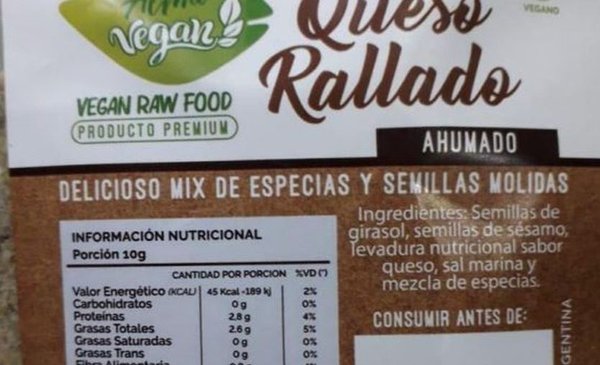 Vegan
VEGAN RAW FOOD
PRODUCTO PREMIUM
Queso
Rallado
VEGANO
AHUMADO
DELICIOSO MIX DE ESPECIAS Y SEMILLAS MOLIDAS
INFORMACIÓN NUTRICIONAL
Porción 10g
CANTIDAD POR PORCION %VD (*)
Valor Energético (KCAL) 45 Kcal -189 kj 2%
Carbohidratos 0 g 0%
Proteínas 2.8 g 4%
Grasas Totales 2.6 g 5%
Grasas Saturadas 0 g 0%
Grasas Trans 0 g 0%
Fibra Alimentaria
Ingredientes: Semillas de
girasol, semillas de sésamo,
levadura nutricional sabor
queso, sal marina y
mezcla de especias.
CONSUMIR ANTES DE: